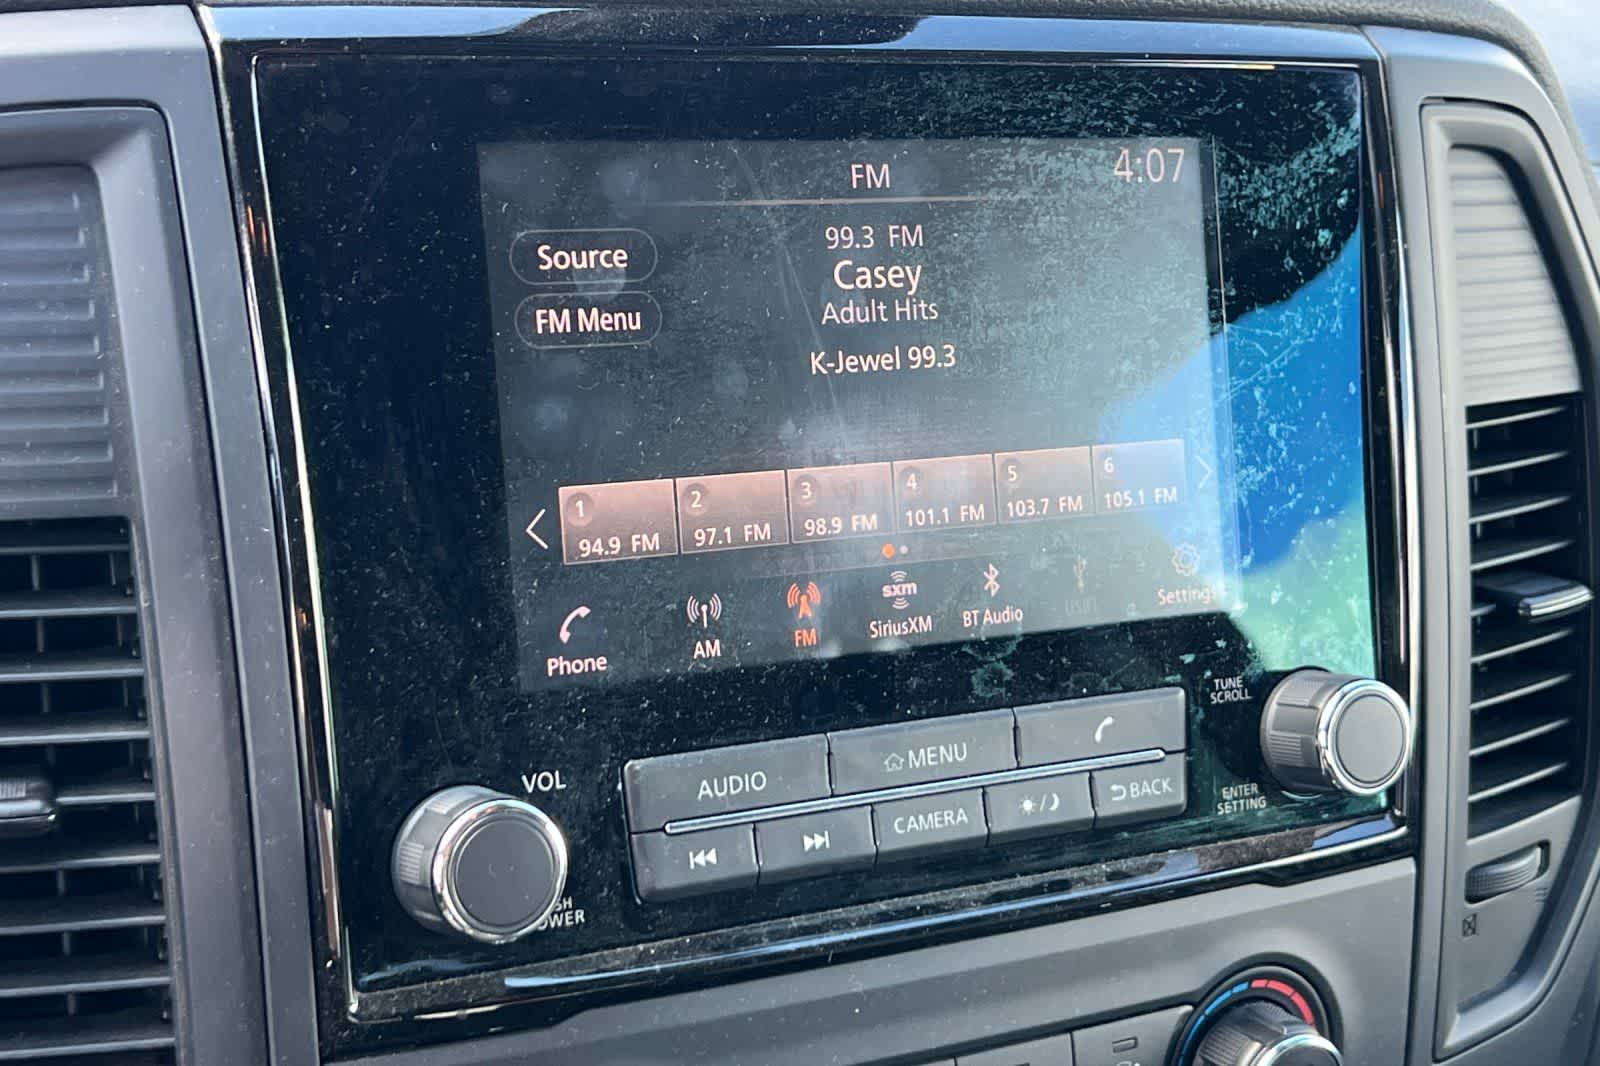 FM
4:07
99.3 FM
Source
Casey
Adult Hits
FM Menu
K-Jewel 99.3
1 2 3 4 5 6
94.9 FM 97.1 FM 98.9 FM 101.1 FM 103.7 FM 105.1 FM
sxm
Phone AM FM SiriusXM BT Audio Settings
TUNE
SCROLL
VOL
AUDIO MENU
CAMERA BACK
ENTER
SETTING